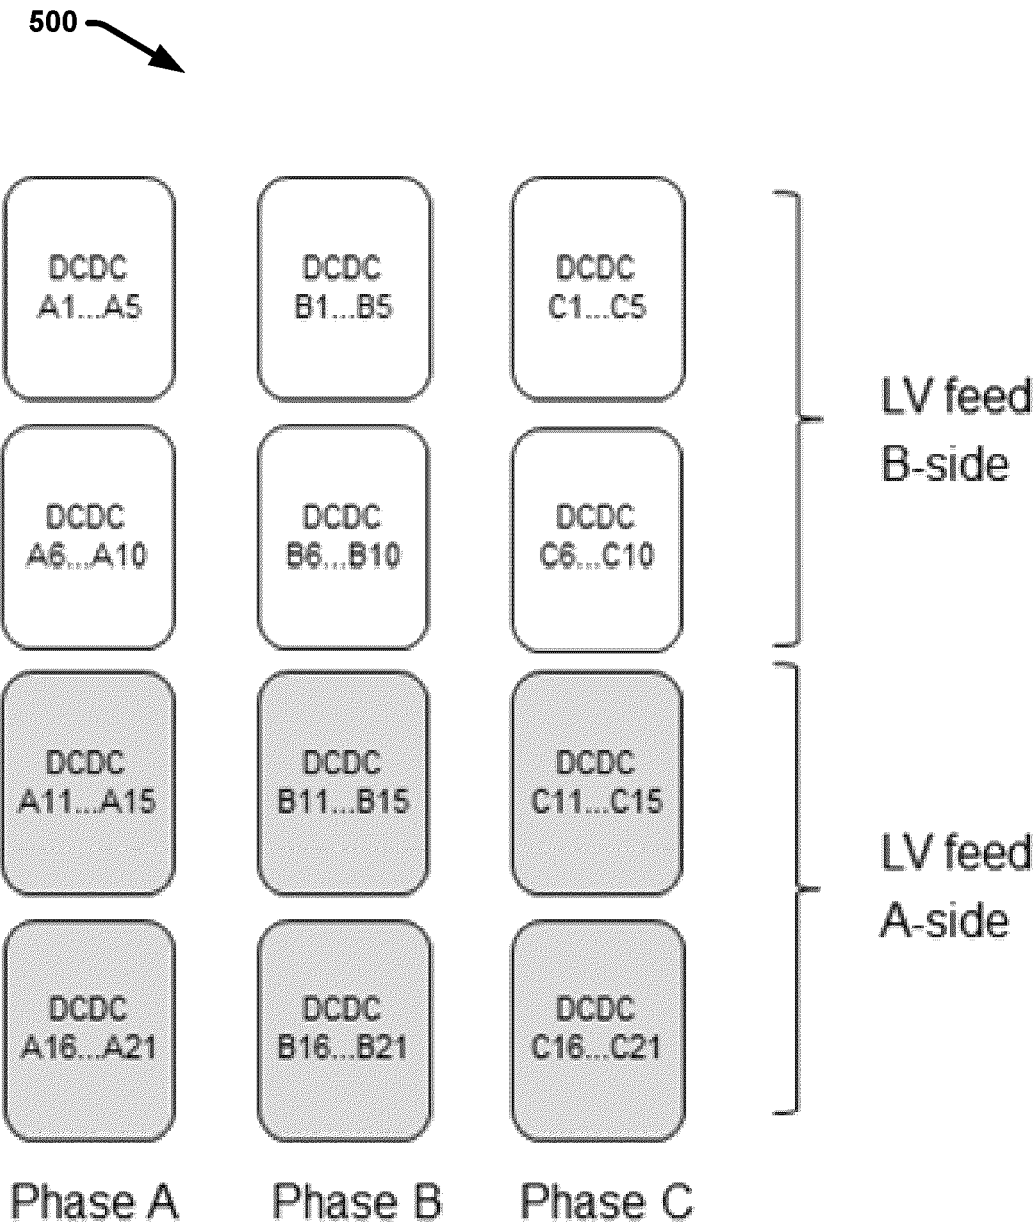 500
DCDC
A1...A5
DCDC
B1...B5
DCDC
C1...C5
LV feed
B-side
DCDC
A6...A10
DCDC
B6...B10
DCDC
C6...C10
DCDC
A11...A15
DCDC
B11...B15
DCDC
C11...C15
LV feed
A-side
DCDC
A16...A21
DCDC
B16...B21
DCDC
C16...C21
Phase A
Phase B
Phase C